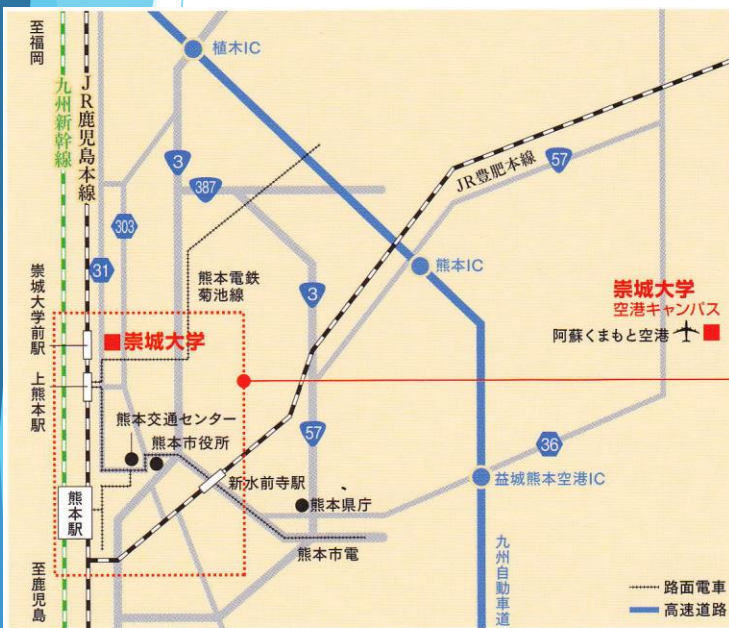 至福岡
九州新幹線
JR鹿児島本線
植木IC
3
387
303
31
57
JR豊肥本線
熊本電鉄
菊池線
熊本IC
3
崇城大学
空港キャンパス
阿蘇くまもと空港
崇城大学前駅
崇城大学
上熊本駅
熊本交通センター
熊本市役所
57
36
新水前寺駅
益城熊本空港IC
熊本県庁
熊本駅
熊本市電
九州自動車道
至鹿児島
路面電車
高速道路